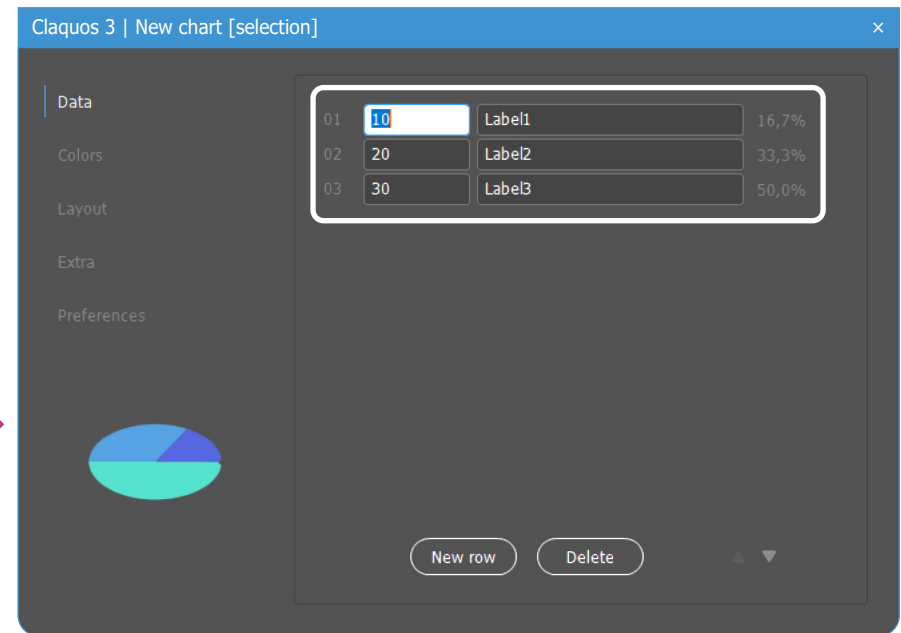 Claquos 3 | New chart [selection] ×
Data
Colors
Layout
Extra
Preferences
01 10 Label1 16,7%
02 20 Label2 33,3%
03 30 Label3 50,0%
New row Delete